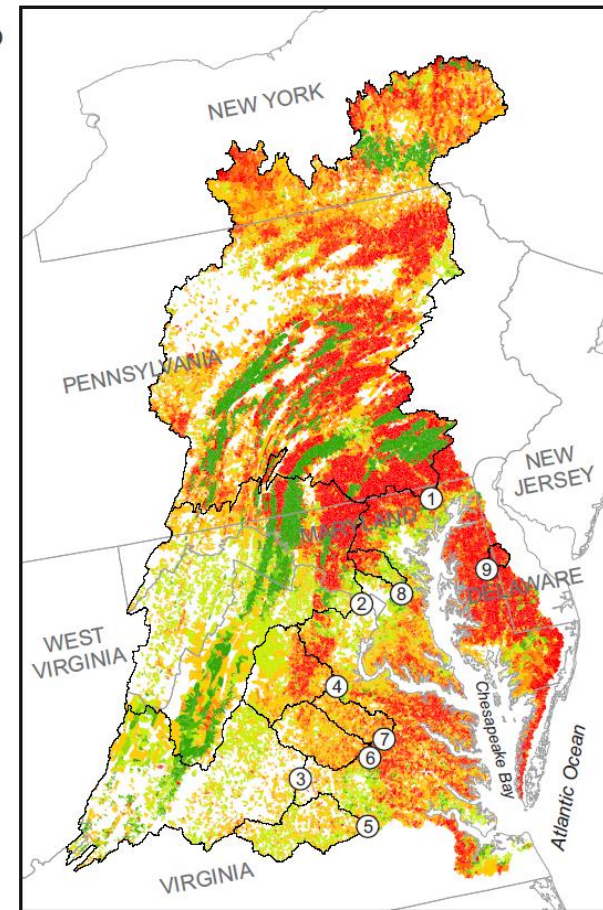 NEW YORK
PENNSYLVANIA
NEW
JERSEY
1
MARYLAND
9
DELAWARE
2
8
WEST
VIRGINIA
4
Chesapeake Bay
7
6
3
Atlantic Ocean
5
VIRGINIA